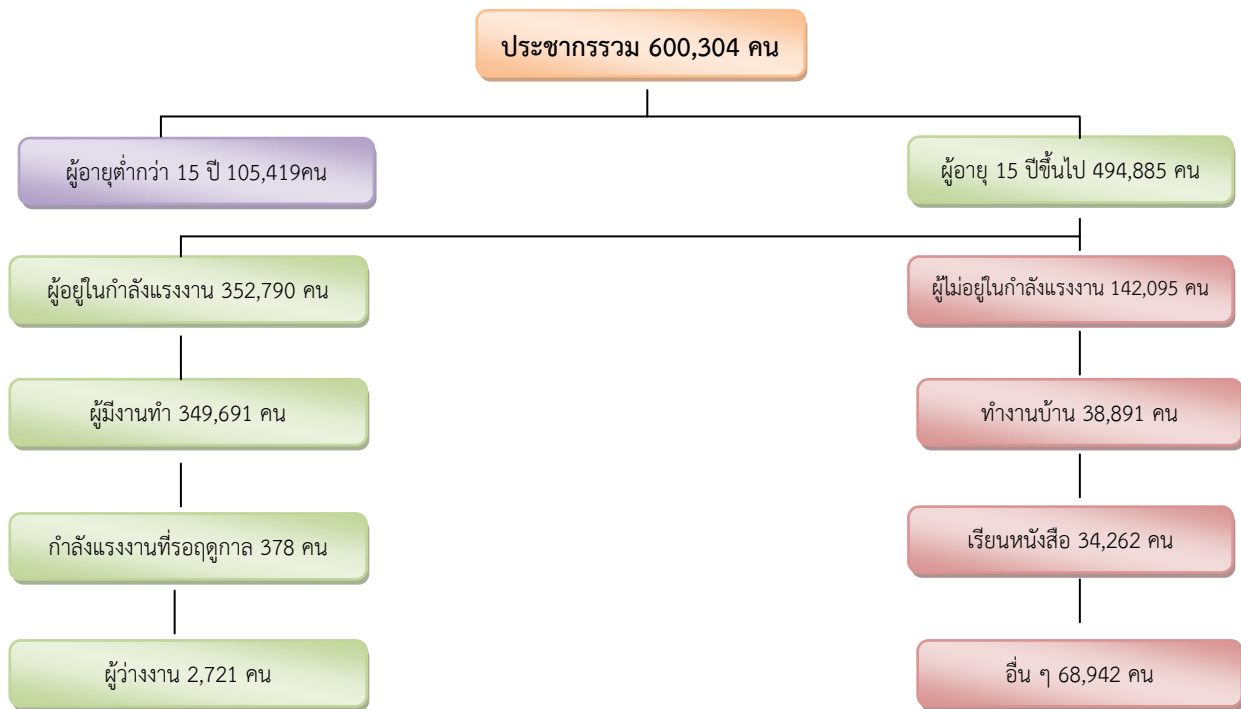 ประชากรรวม 600,304 คน
ผู้อายุต่ำกว่า 15 ปี 105,419คน
ผู้อายุ 15 ปีขึ้นไป 494,885 คน
ผู้อยู่ในกำลังแรงงาน 352,790 คน
ผู้ไม่อยู่ในกำลังแรงงาน 142,095 คน
ผู้มีงานทำ 349,691 คน
ทำงานบ้าน 38,891 คน
กำลังแรงงานที่รอฤดูกาล 378 คน
เรียนหนังสือ 34,262 คน
ผู้ว่างงาน 2,721 คน
อื่น ๆ 68,942 คน